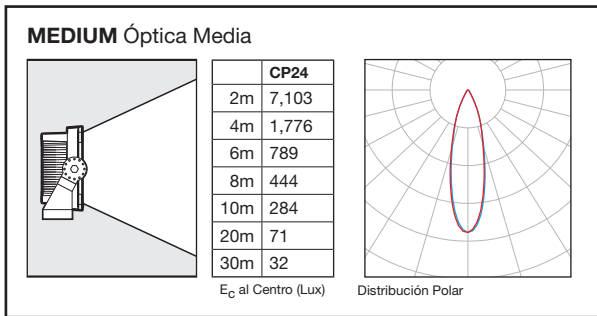 MEDIUM Óptica Media
CP24
2m 7,103
4m 1,776
6m 789
8m 444
10m 284
20m 71
30m 32
EC al Centro (Lux)
Distribución Polar